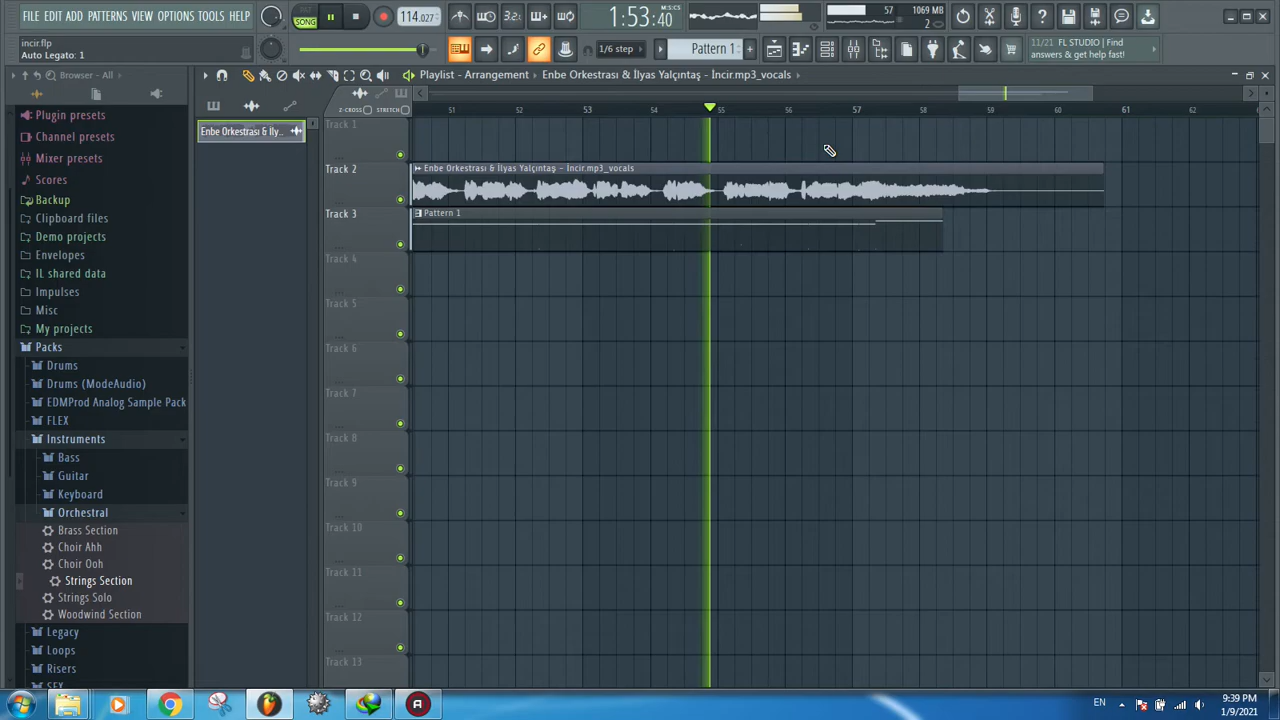 FILE EDIT ADD PATTERNS VIEW OPTIONS TOOLS HELP
PAT
SONG
114.027
3.2.
1:53:40
M:S:CS
57
1069 MB
2
incir.flp
Auto Legato: 1
1/6 step
Pattern 1
11/21 FL STUDIO | Find
answers & get help fast!
Browser - All
Playlist - Arrangement
Enbe Orkestrası & İlyas Yalçıntaş - İncir.mp3_vocals
Z-CROSS
STRETCH
51
52
53
54
55
56
57
58
59
60
61
62
Enbe Orkestrası & İly..
Plugin presets
Channel presets
Mixer presets
Scores
Backup
Clipboard files
Demo projects
Envelopes
IL shared data
Impulses
Misc
My projects
Packs
Drums
Drums (ModeAudio)
EDMProd Analog Sample Pack
FLEX
Instruments
Bass
Guitar
Keyboard
Orchestral
Brass Section
Choir Ahh
Choir Ooh
Strings Section
Strings Solo
Woodwind Section
Legacy
Loops
Risers
Track 1
Track 2
Enbe Orkestrası & İlyas Yalçıntaş - İncir.mp3_vocals
Track 3
Pattern 1
Track 4
Track 5
Track 6
Track 7
Track 8
Track 9
Track 10
Track 11
Track 12
Track 13
EN
9:39 PM
1/9/2021